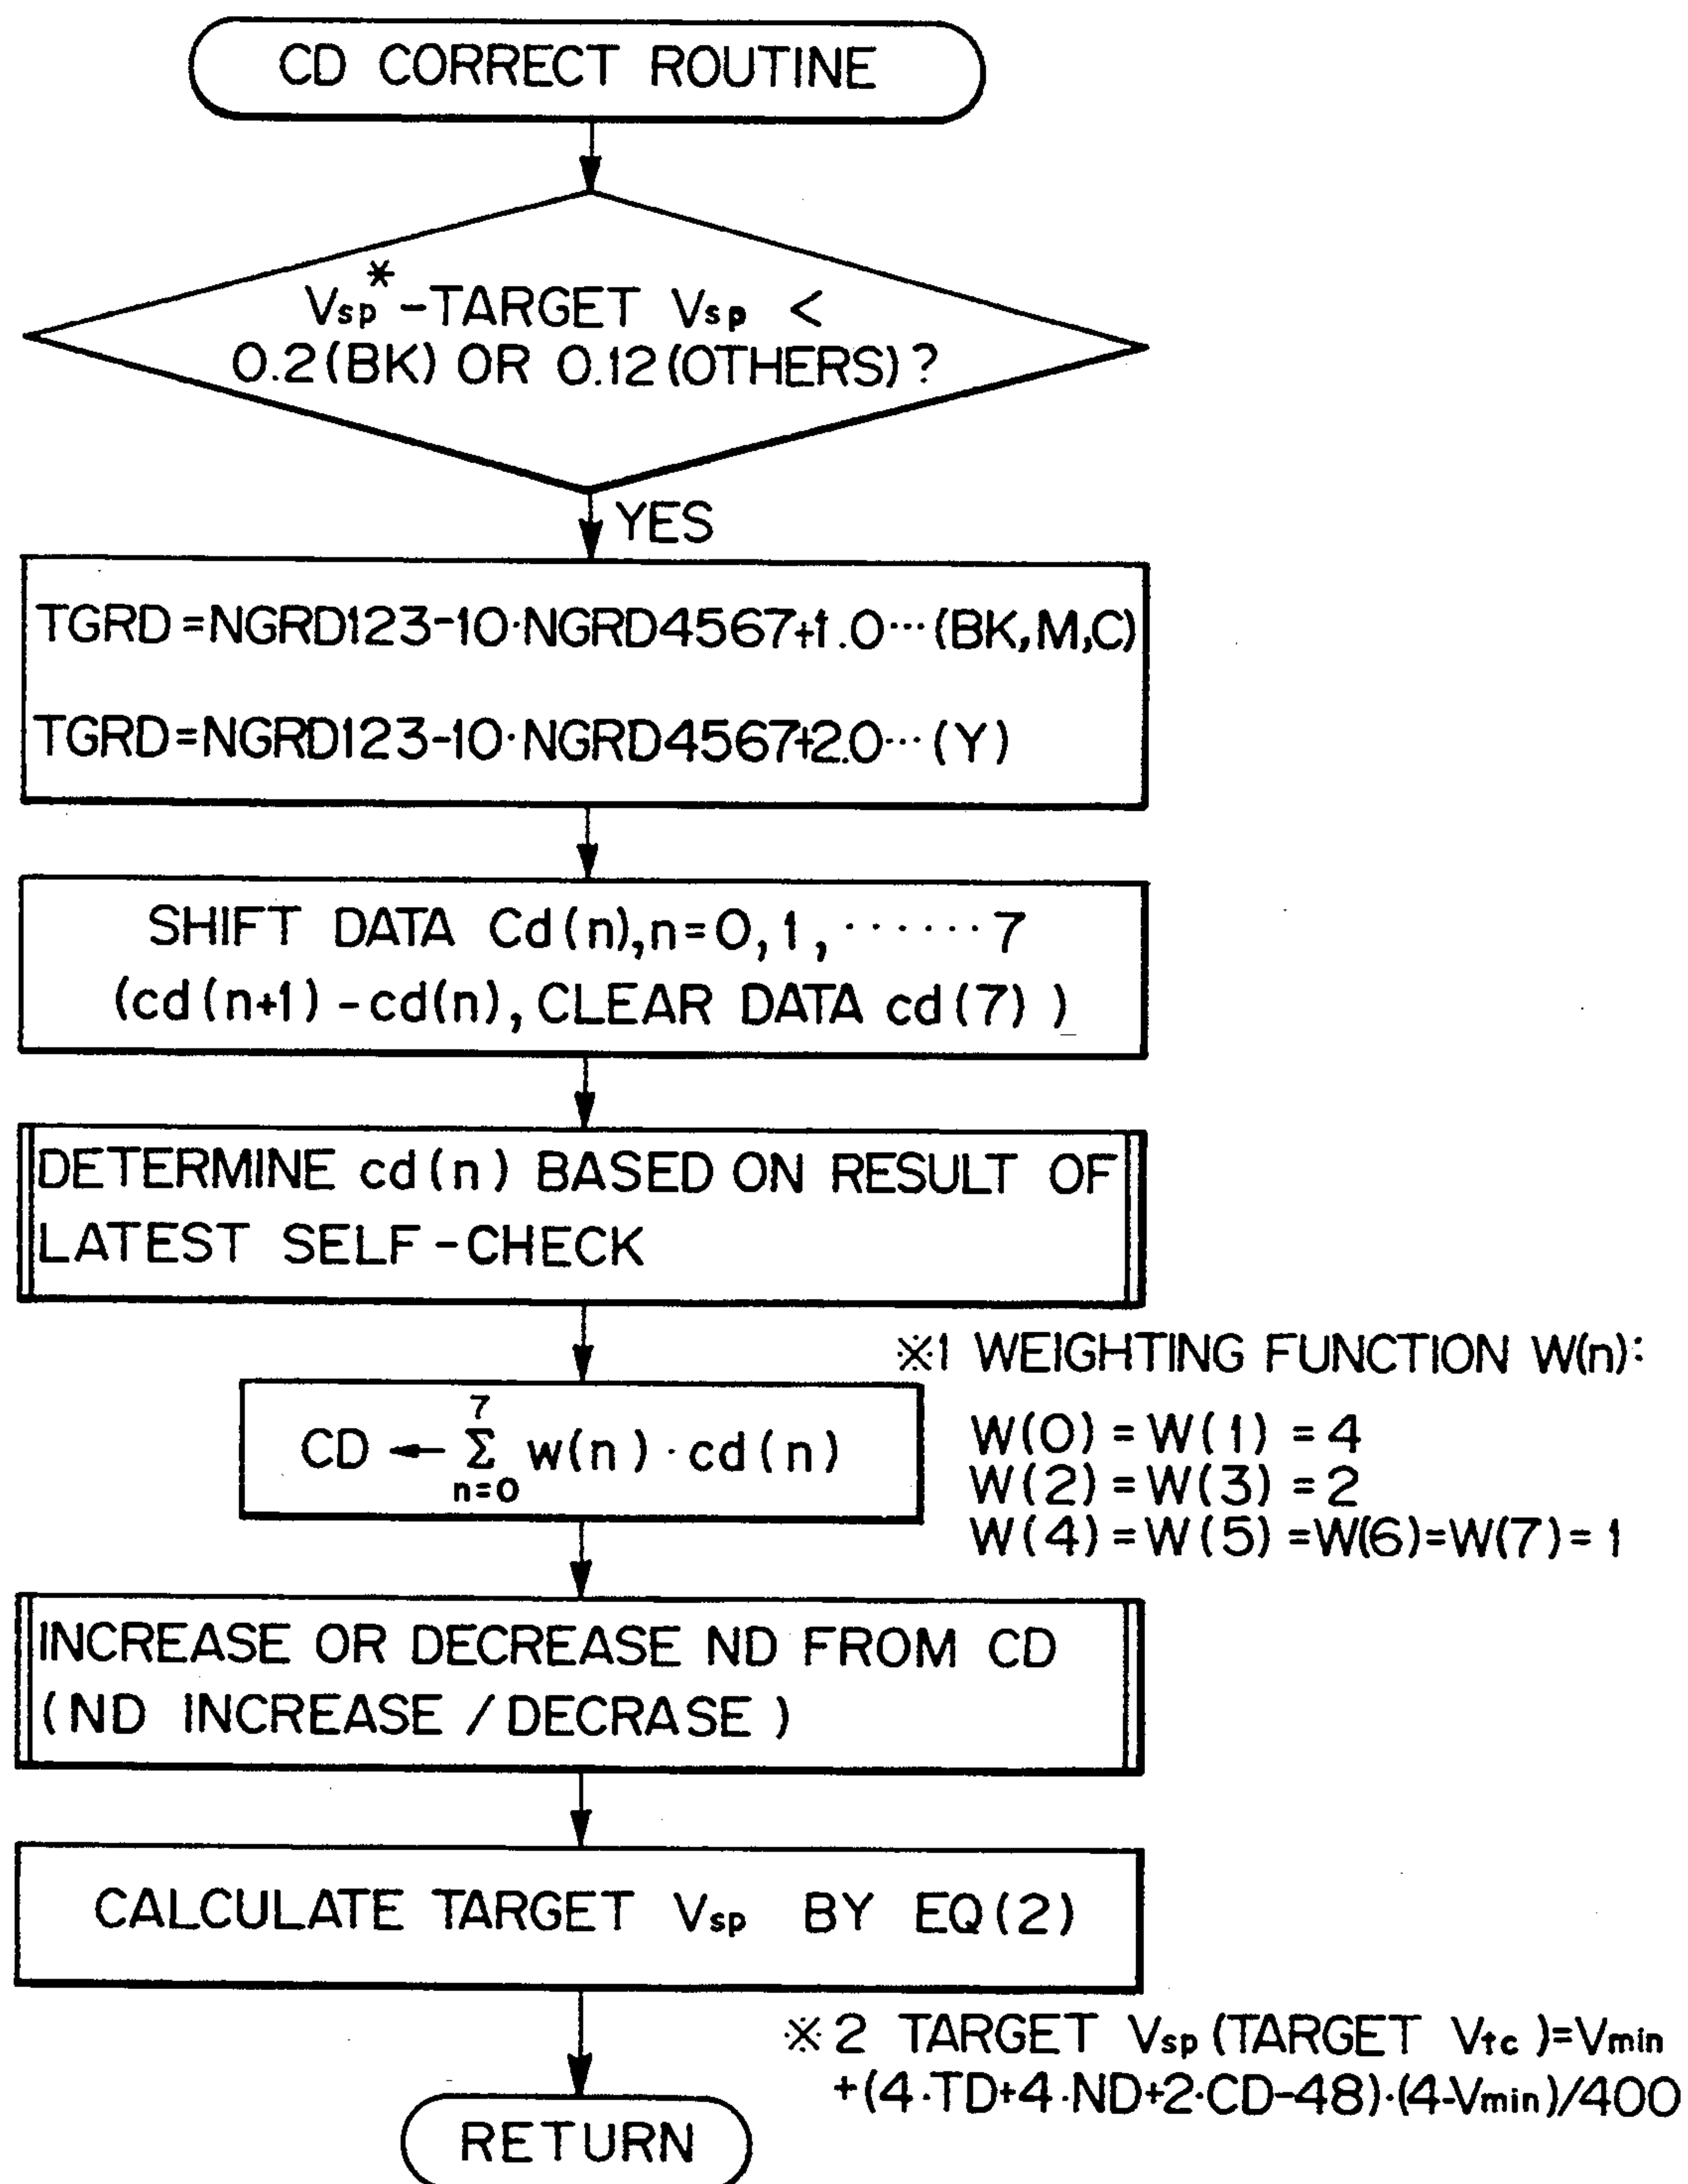 CD CORRECT ROUTINE
Vsp*-TARGET Vsp <
0.2(BK) OR 0.12(OTHERS)?
YES
TGRD=NGRD123-10·NGRD4567+1.0···(BK,M,C)
TGRD=NGRD123-10·NGRD4567+2.0···(Y)
SHIFT DATA Cd(n),n=0,1,······7
(cd(n+1)-cd(n),CLEAR DATA cd(7))
DETERMINE cd(n) BASED ON RESULT OF
LATEST SELF-CHECK
※1 WEIGHTING FUNCTION W(n):
CD ← 7 Σ n=0 w(n)·cd(n)
W(0)=W(1)=4
W(2)=W(3)=2
W(4)=W(5)=W(6)=W(7)=1
INCREASE OR DECREASE ND FROM CD
(ND INCREASE/DECRASE)
CALCULATE TARGET Vsp BY EQ(2)
※2 TARGET Vsp(TARGET Vtc)=Vmin
+(4·TD+4·ND+2·CD-48)·(4-Vmin)/400
RETURN